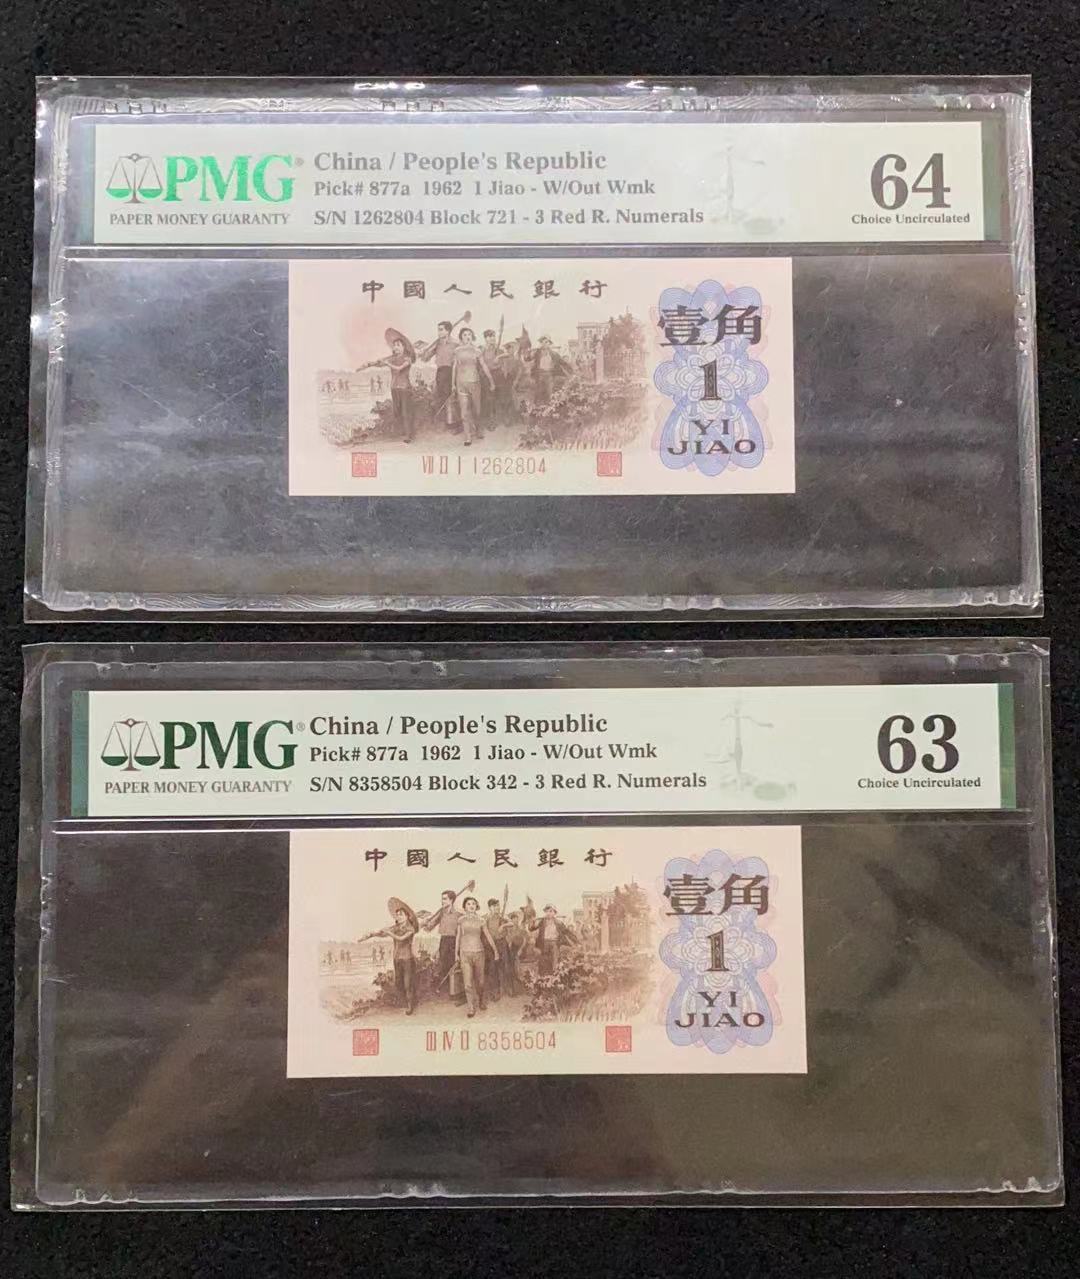 PMG®
PAPER MONEY GUARANTY
China / People's Republic
Pick# 877a 1962 1 Jiao - W/Out Wmk
S/N 1262804 Block 721 - 3 Red R. Numerals
64
Choice Uncirculated
中國人民銀行
壹角
1
YI
JIAO
VII II I 1262804
PMG®
PAPER MONEY GUARANTY
China / People's Republic
Pick# 877a 1962 1 Jiao - W/Out Wmk
S/N 8358504 Block 342 - 3 Red R. Numerals
63
Choice Uncirculated
中國人民銀行
壹角
1
YI
JIAO
III IV II 8358504